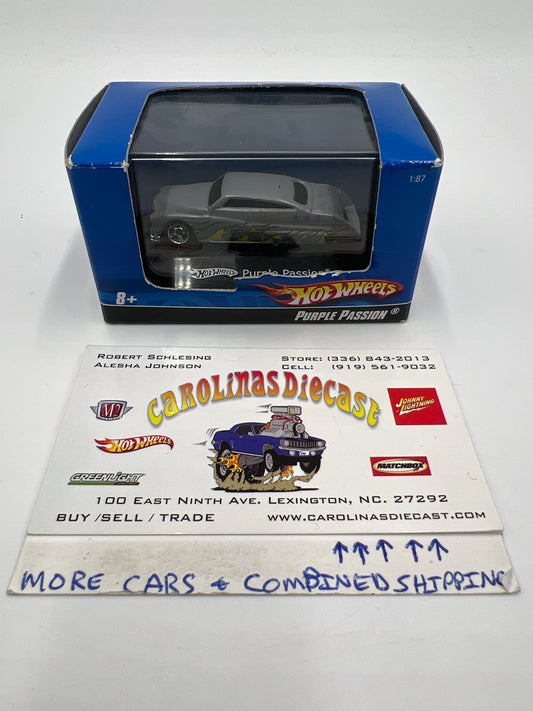 1:87
Hot Wheels Purple Passion
8+
Hot Wheels
PURPLE PASSION ®
ROBERT SCHLESING STORE: (336) 843-2013
ALESHA JOHNSON CELL: (919) 561-9032
CAROLINAS DIECAST
M2
JOHNNY LIGHTNING
Hot Wheels
MATCHBOX
GREENLIGHT
100 EAST NINTH AVE. LEXINGTON, NC. 27292
BUY /SELL / TRADE WWW.CAROLINASDIECAST.COM
MORE CARS & COMBINED SHIPPING